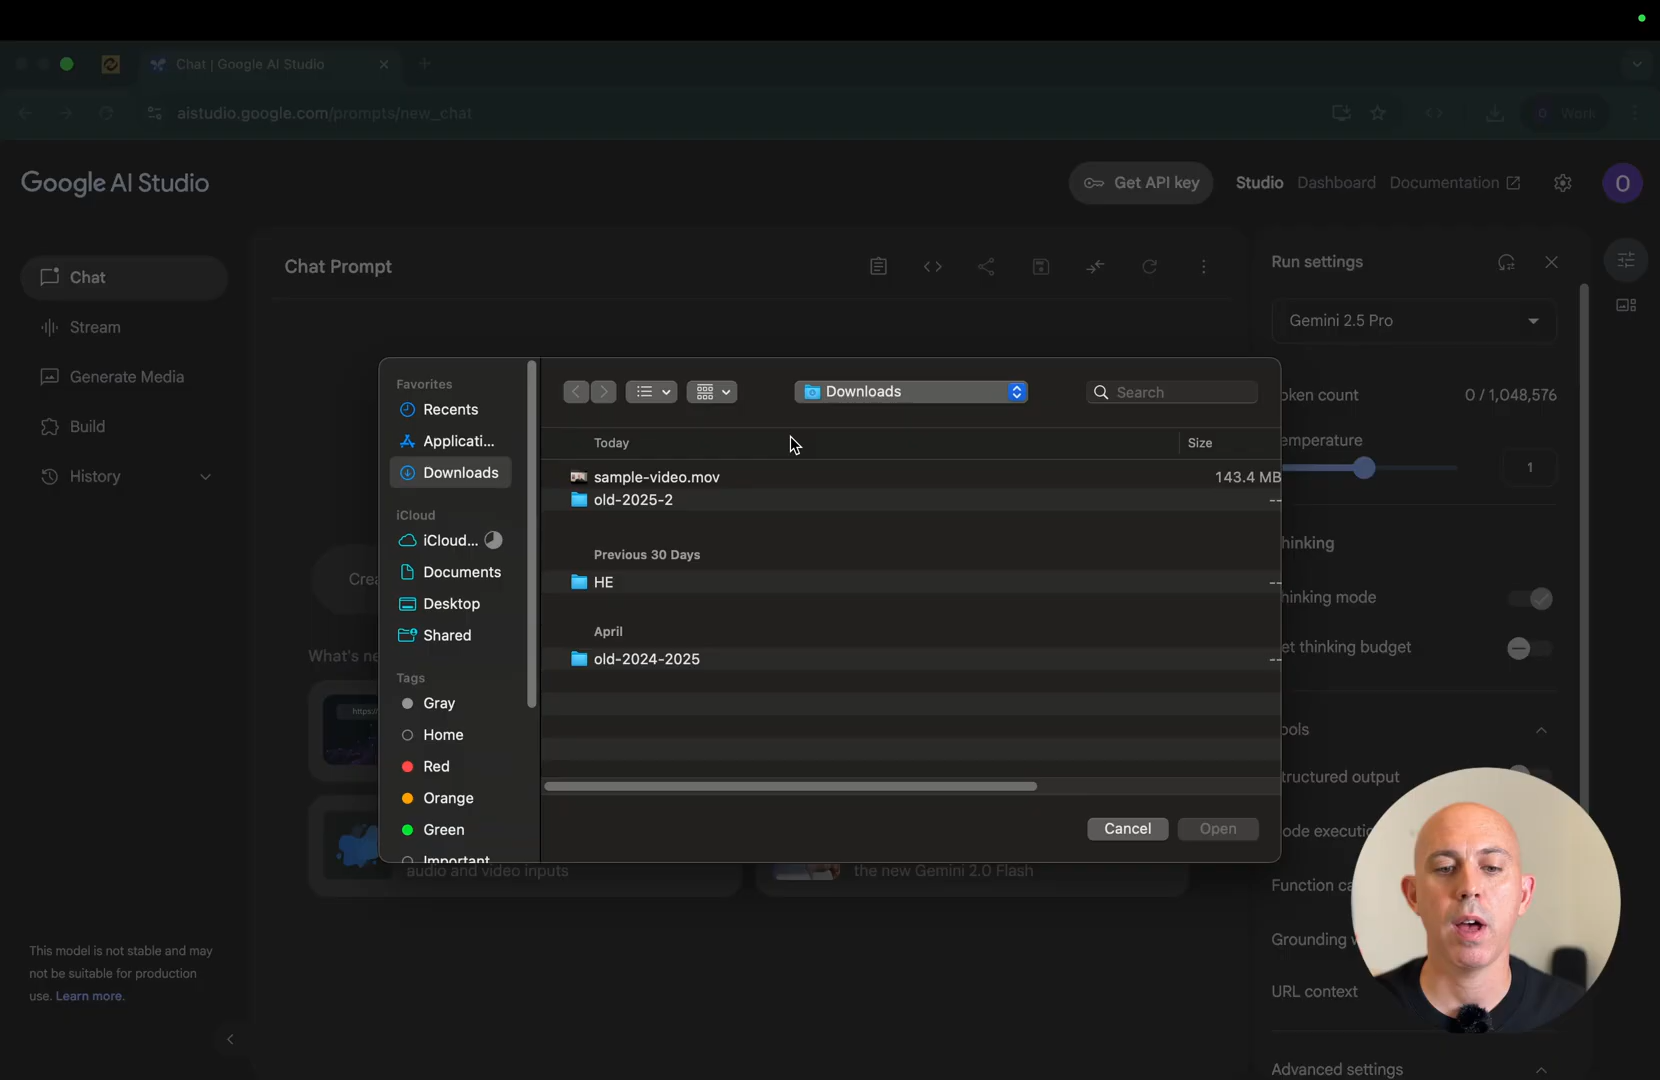 Chat | Google AI Studio
aistudio.google.com/prompts/new_chat
Work
Google AI Studio
Get API key
Studio
Dashboard
Documentation
O
Chat
Stream
Generate Media
Build
History
This model is not stable and may
not be suitable for production
use. Learn more.
Chat Prompt
Crea
What's ne
https://
audio and video inputs
the new Gemini 2.0 Flash
Favorites
Recents
Applicati...
Downloads
iCloud
iCloud...
Documents
Desktop
Shared
Tags
Gray
Home
Red
Orange
Green
Important
Downloads
Search
Today
Size
sample-video.mov
143.4 MB
old-2025-2
--
Previous 30 Days
HE
--
April
old-2024-2025
--
Cancel
Open
Run settings
Gemini 2.5 Pro
oken count
0 / 1,048,576
emperature
1
hinking
hinking mode
et thinking budget
ools
tructured output
ode executio
Function ca
Grounding w
URL context
Advanced settings